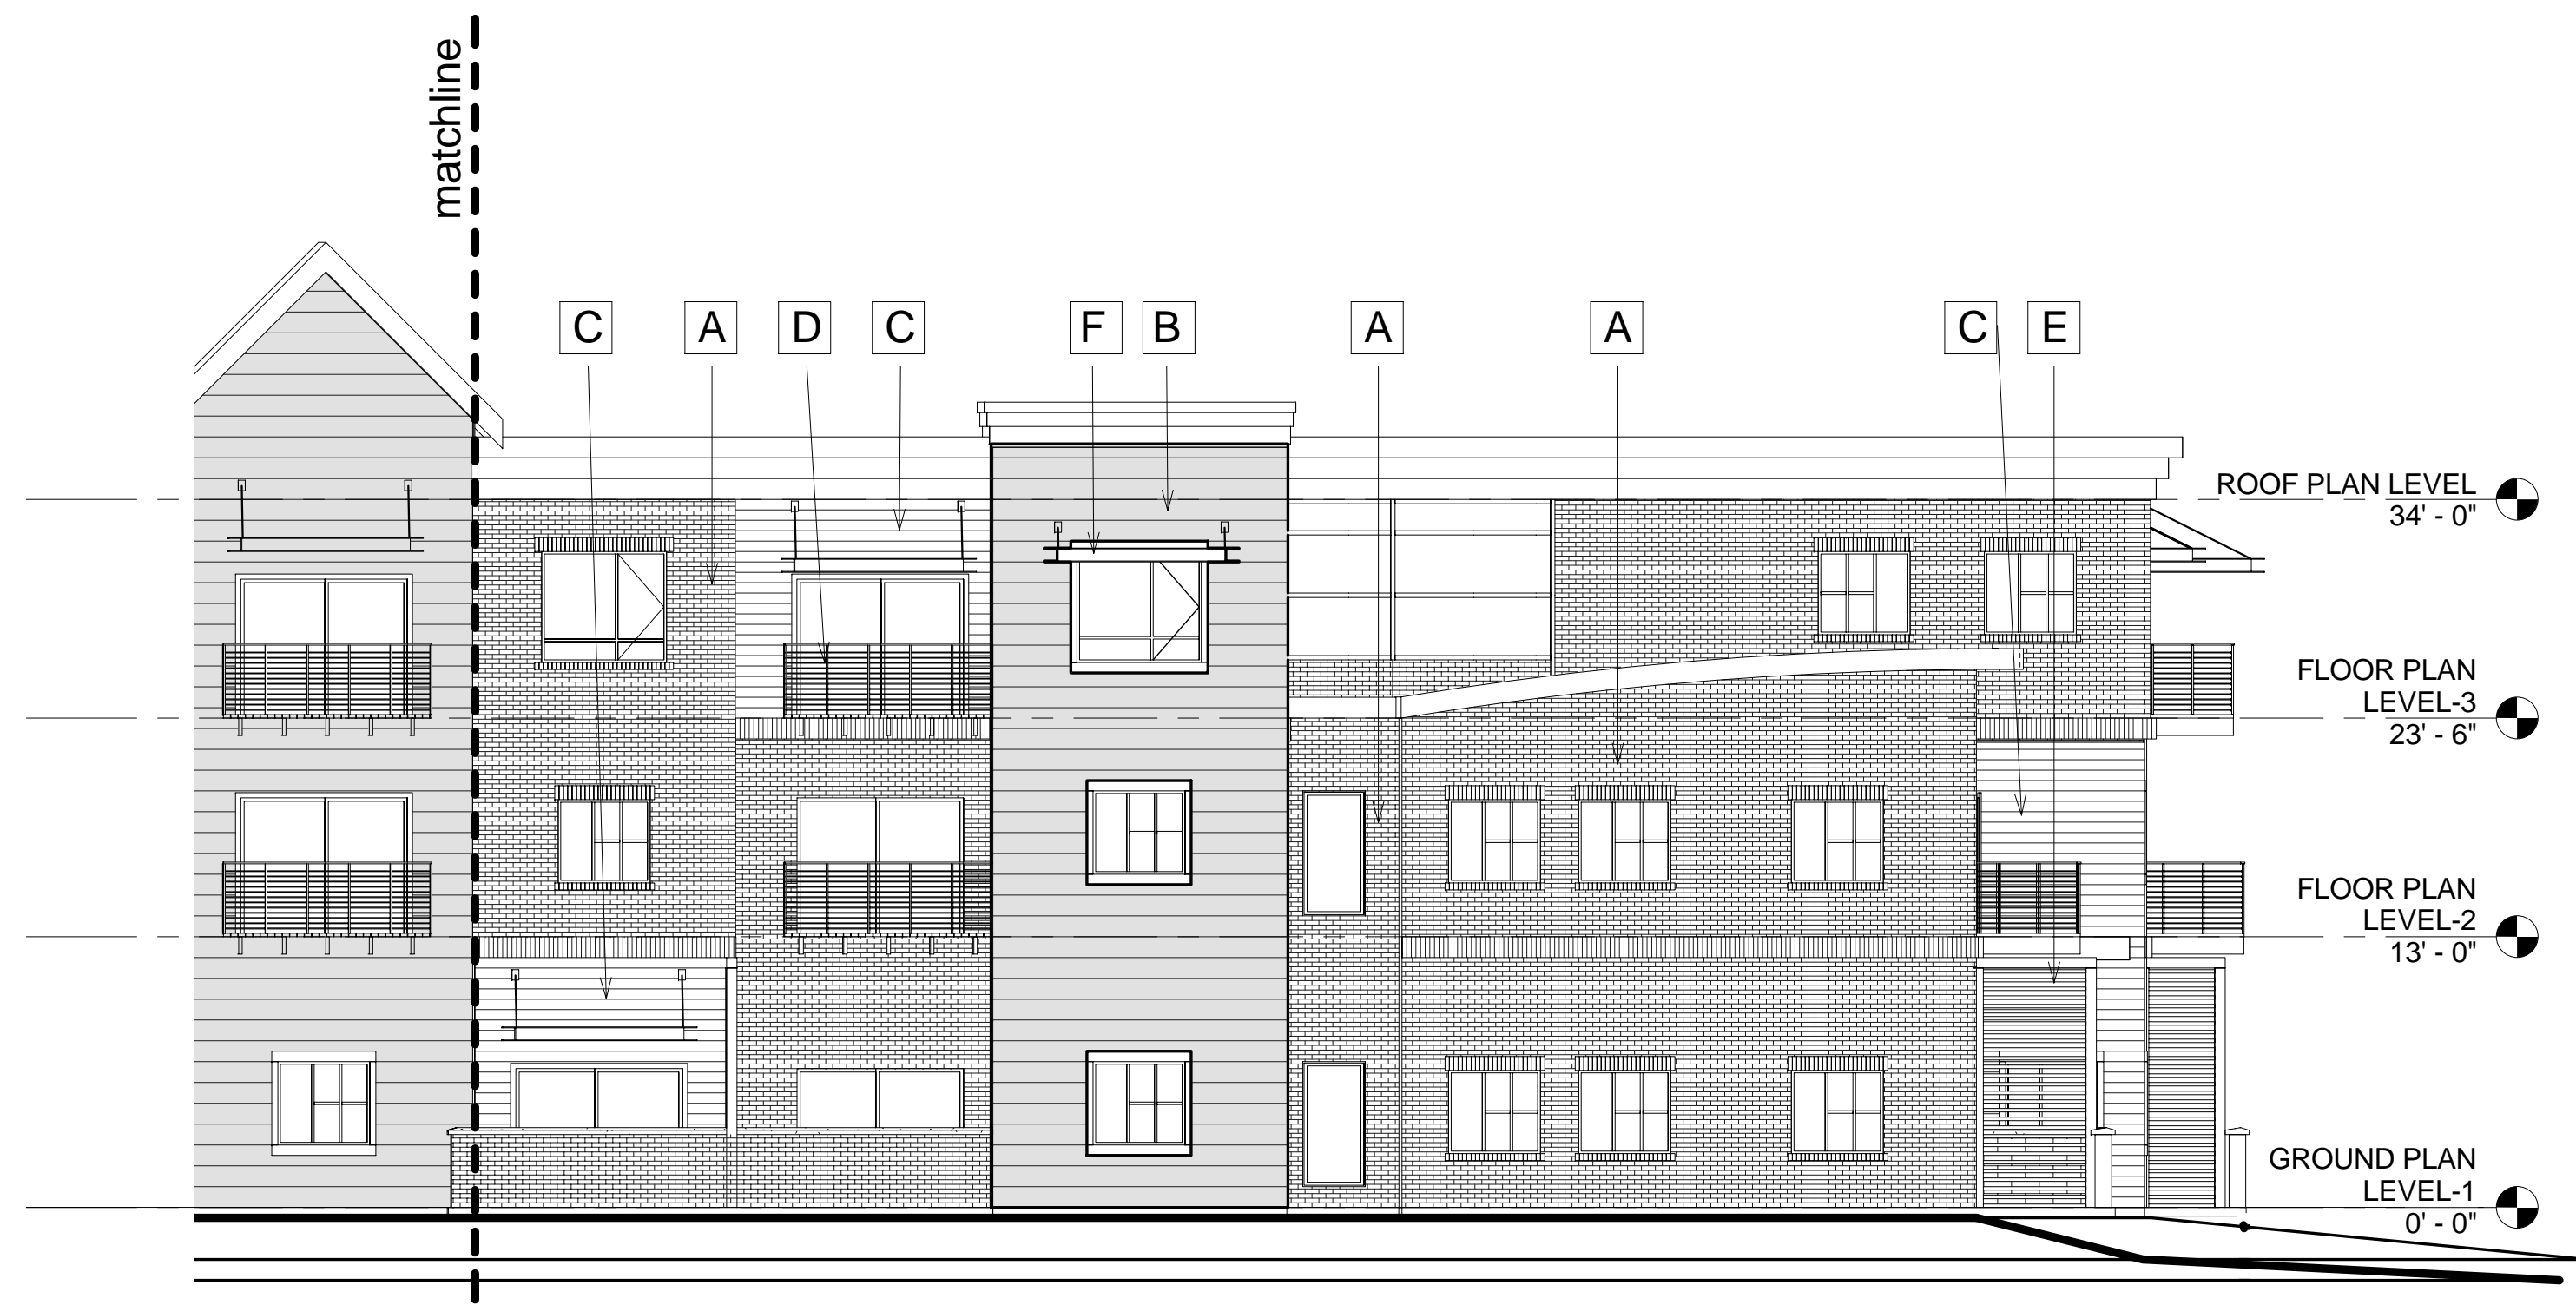 matchline
C A D C F B A A C E
ROOF PLAN LEVEL
34' - 0"
FLOOR PLAN
LEVEL-3
23' - 6"
FLOOR PLAN
LEVEL-2
13' - 0"
GROUND PLAN
LEVEL-1
0' - 0"